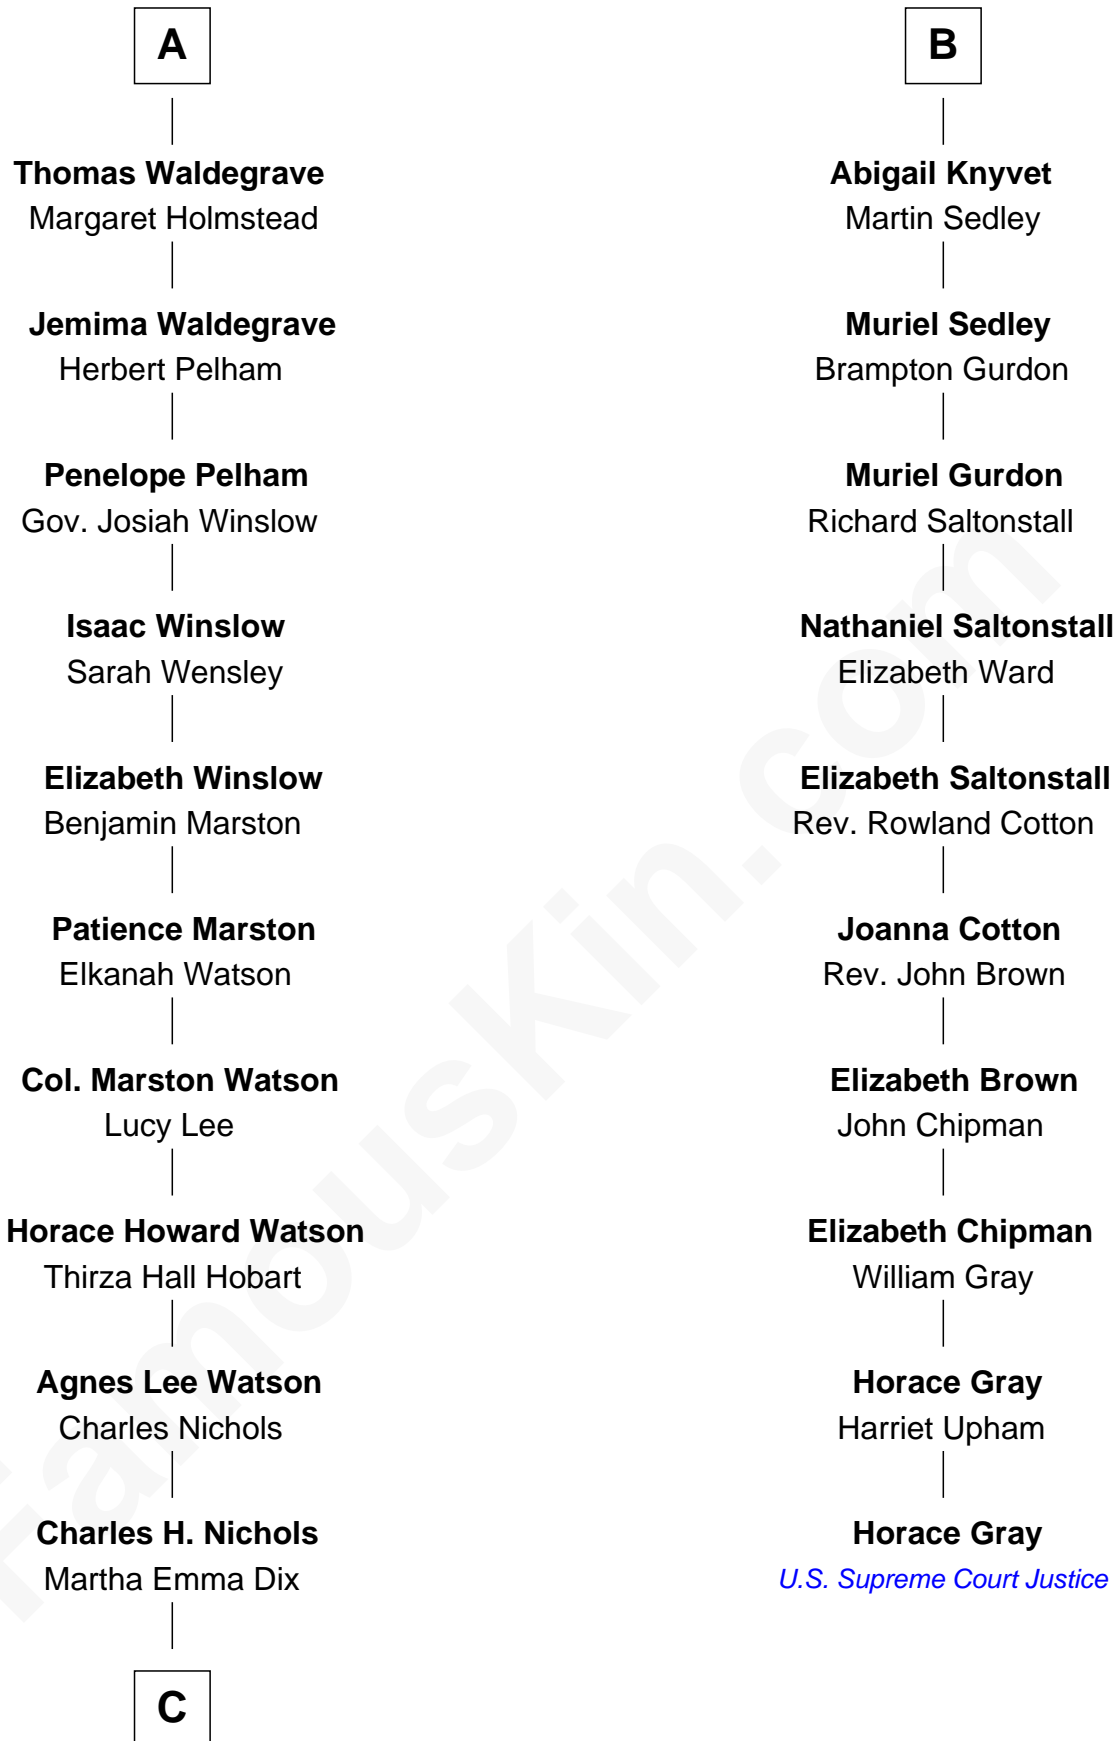 A
Thomas Waldegrave
Margaret Holmstead
Jemima Waldegrave
Herbert Pelham
Penelope Pelham
Gov. Josiah Winslow
Isaac Winslow
Sarah Wensley
Elizabeth Winslow
Benjamin Marston
Patience Marston
Elkanah Watson
Col. Marston Watson
Lucy Lee
Horace Howard Watson
Thirza Hall Hobart
Agnes Lee Watson
Charles Nichols
Charles H. Nichols
Martha Emma Dix
C
B
Abigail Knyvet
Martin Sedley
Muriel Sedley
Brampton Gurdon
Muriel Gurdon
Richard Saltonstall
Nathaniel Saltonstall
Elizabeth Ward
Elizabeth Saltonstall
Rev. Rowland Cotton
Joanna Cotton
Rev. John Brown
Elizabeth Brown
John Chipman
Elizabeth Chipman
William Gray
Horace Gray
Harriet Upham
Horace Gray
U.S. Supreme Court Justice
FamousKin.com